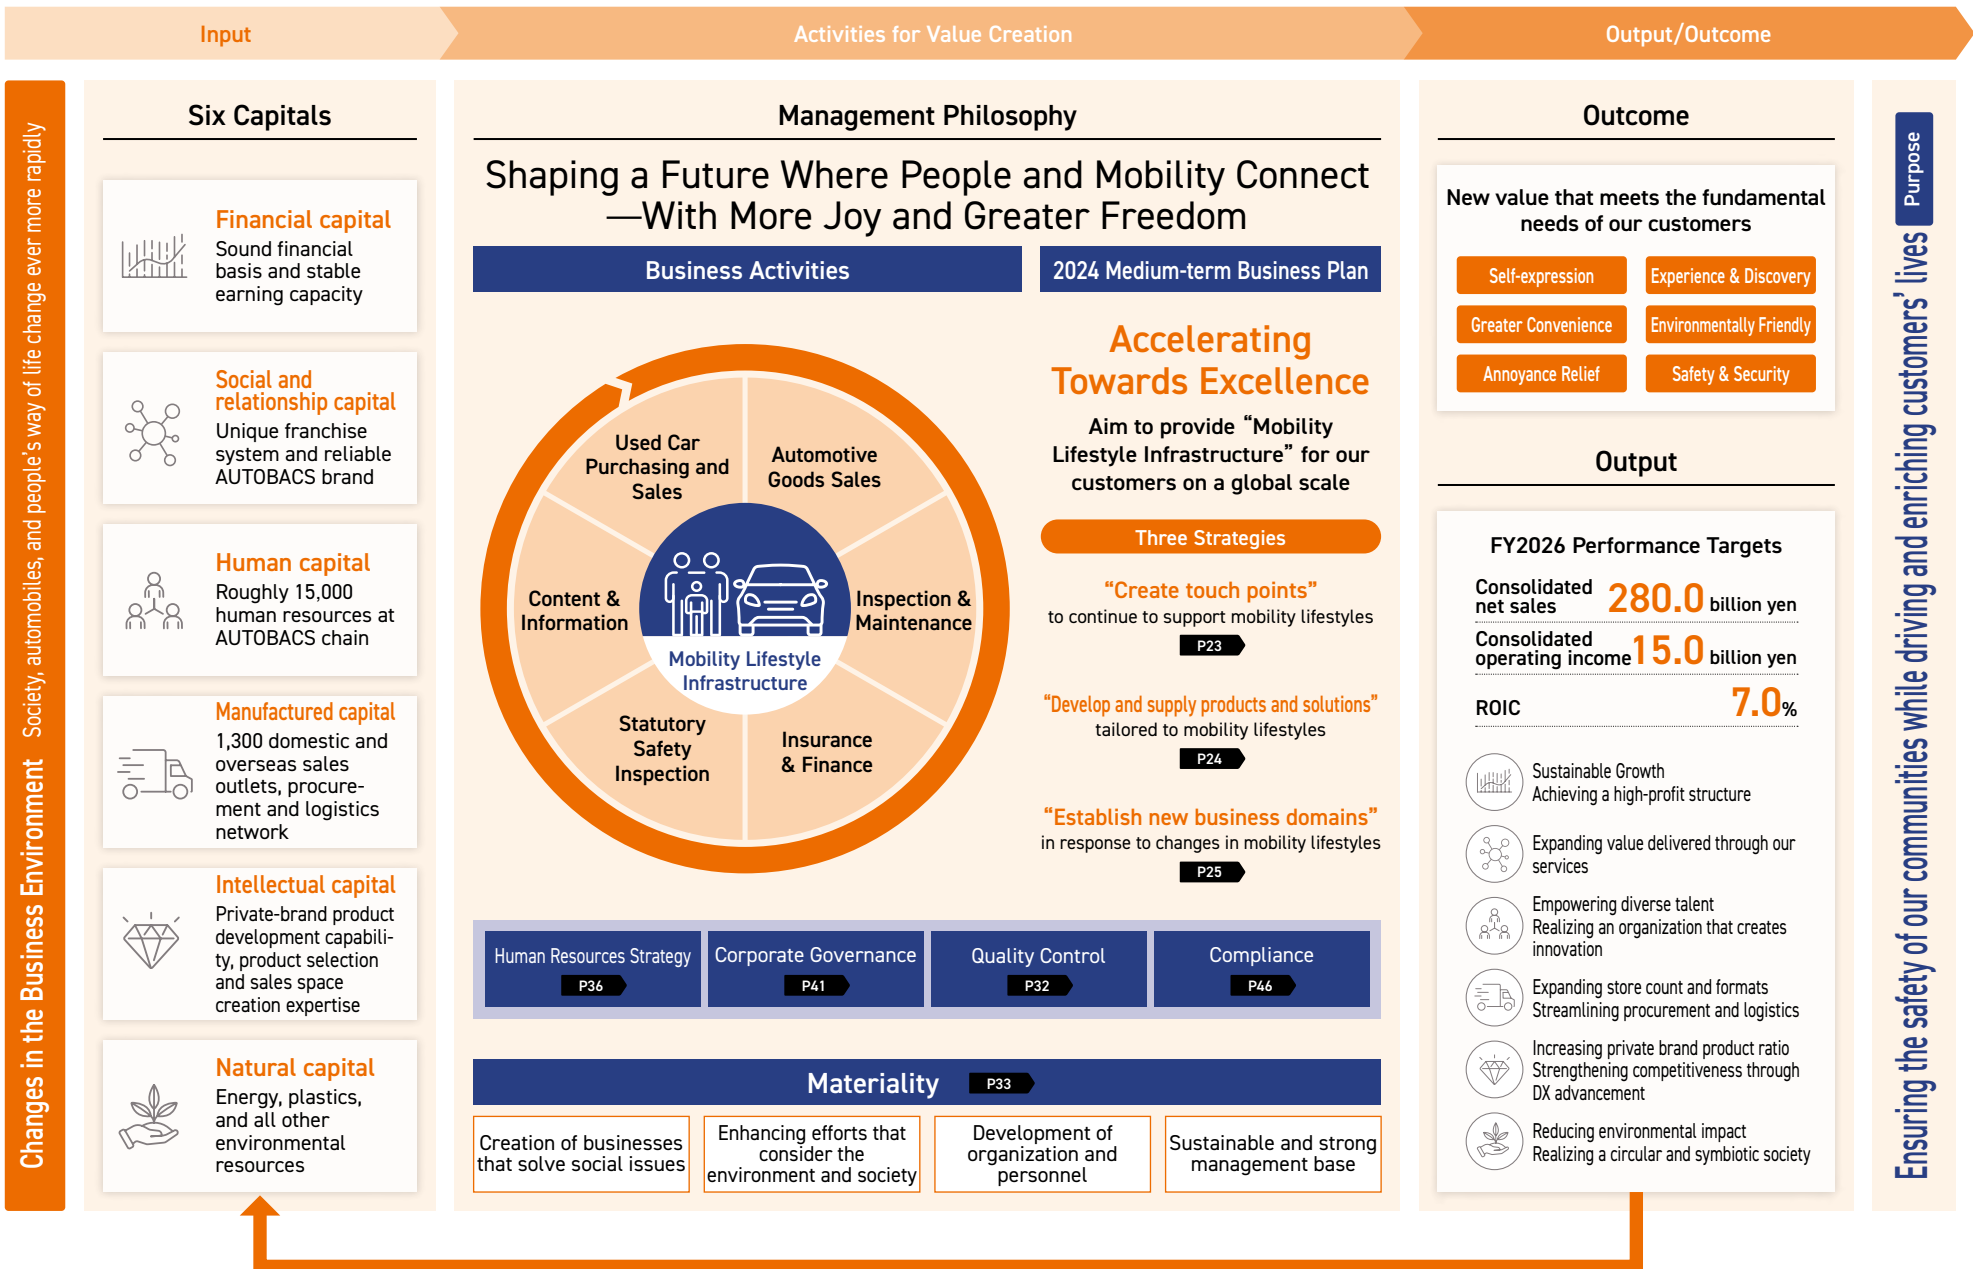 Input
Activities for Value Creation
Output/Outcome
Changes in the Business Environment Society, automobiles, and people's way of life change ever more rapidly
Six Capitals
Financial capital
Sound financial
basis and stable
earning capacity
Social and
relationship capital
Unique franchise
system and reliable
AUTOBACS brand
Human capital
Roughly 15,000
human resources at
AUTOBACS chain
Manufactured capital
1,300 domestic and
overseas sales
outlets, procure-
ment and logistics
network
Intellectual capital
Private-brand product
development capabili-
ty, product selection
and sales space
creation expertise
Natural capital
Energy, plastics,
and all other
environmental
resources
Management Philosophy
Shaping a Future Where People and Mobility Connect
—With More Joy and Greater Freedom
Business Activities
Used Car
Purchasing and
Sales
Automotive
Goods Sales
Content &
Information
Inspection &
Maintenance
Mobility Lifestyle
Infrastructure
Statutory
Safety
Inspection
Insurance
& Finance
2024 Medium-term Business Plan
Accelerating
Towards Excellence
Aim to provide “Mobility
Lifestyle Infrastructure” for our
customers on a global scale
Three Strategies
“Create touch points”
to continue to support mobility lifestyles
P23
“Develop and supply products and solutions”
tailored to mobility lifestyles
P24
“Establish new business domains”
in response to changes in mobility lifestyles
P25
Human Resources Strategy
P36
Corporate Governance
P41
Quality Control
P32
Compliance
P46
Materiality P33
Creation of businesses
that solve social issues
Enhancing efforts that
consider the
environment and society
Development of
organization and
personnel
Sustainable and strong
management base
Outcome
New value that meets the fundamental
needs of our customers
Self-expression
Experience & Discovery
Greater Convenience
Environmentally Friendly
Annoyance Relief
Safety & Security
Output
FY2026 Performance Targets
Consolidated
net sales 280.0 billion yen
Consolidated
operating income 15.0 billion yen
ROIC 7.0%
Sustainable Growth
Achieving a high-profit structure
Expanding value delivered through our
services
Empowering diverse talent
Realizing an organization that creates
innovation
Expanding store count and formats
Streamlining procurement and logistics
Increasing private brand product ratio
Strengthening competitiveness through
DX advancement
Reducing environmental impact
Realizing a circular and symbiotic society
Purpose
Ensuring the safety of our communities while driving and enriching customers' lives